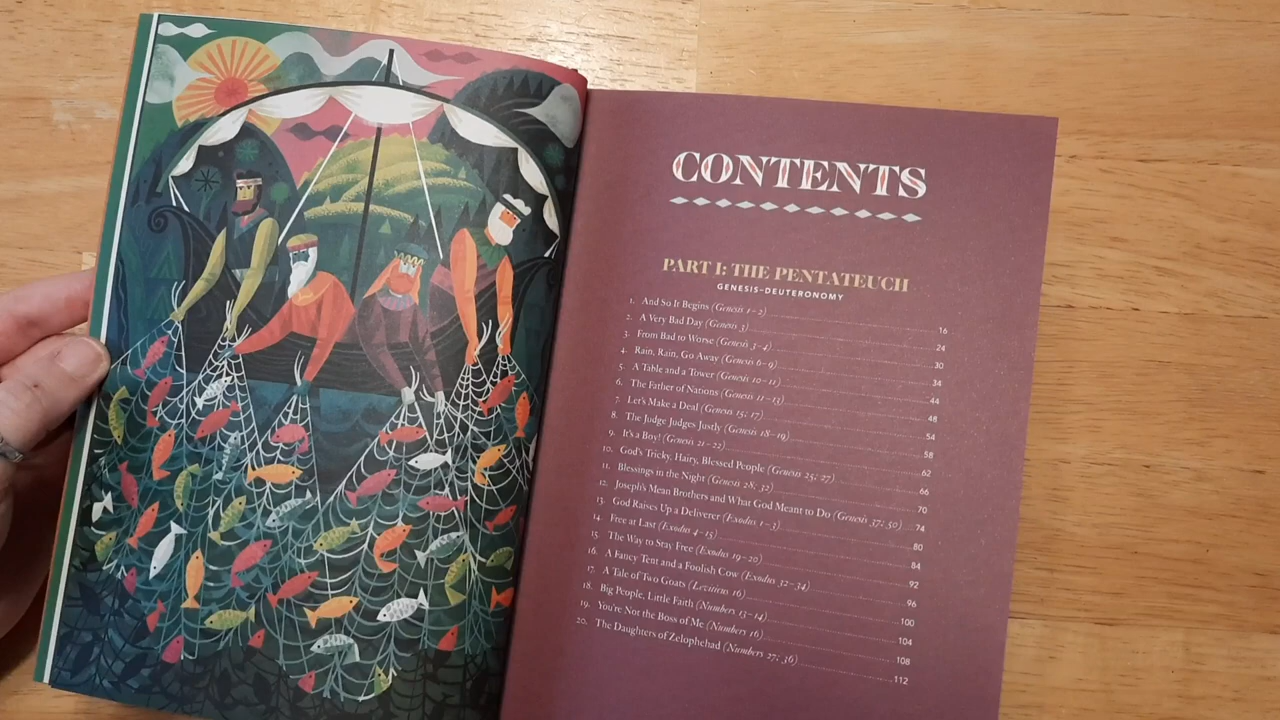 CONTENTS
PART I: THE PENTATEUCH
GENESIS–DEUTERONOMY
1. And So It Begins (Genesis 1–2) 16
2. A Very Bad Day (Genesis 3) 24
3. From Bad to Worse (Genesis 3–4) 30
4. Rain, Rain, Go Away (Genesis 6–9) 34
5. A Table and a Tower (Genesis 10–11) 44
6. The Father of Nations (Genesis 11–13) 48
7. Let's Make a Deal (Genesis 15; 17) 54
8. The Judge Judges Justly (Genesis 18–19) 58
9. It's a Boy! (Genesis 21–22) 62
10. God's Tricky, Hairy, Blessed People (Genesis 25; 27) 66
11. Blessings in the Night (Genesis 28; 32) 70
12. Joseph's Mean Brothers and What God Meant to Do (Genesis 37; 50) 74
13. God Raises Up a Deliverer (Exodus 1–3) 80
14. Free at Last (Exodus 4–15) 84
15. The Way to Stay Free (Exodus 19–20) 92
16. A Fancy Tent and a Foolish Cow (Exodus 32–34) 96
17. A Tale of Two Goats (Leviticus 16) 100
18. Big People, Little Faith (Numbers 13–14) 104
19. You're Not the Boss of Me (Numbers 16) 108
20. The Daughters of Zelophehad (Numbers 27; 36) 112